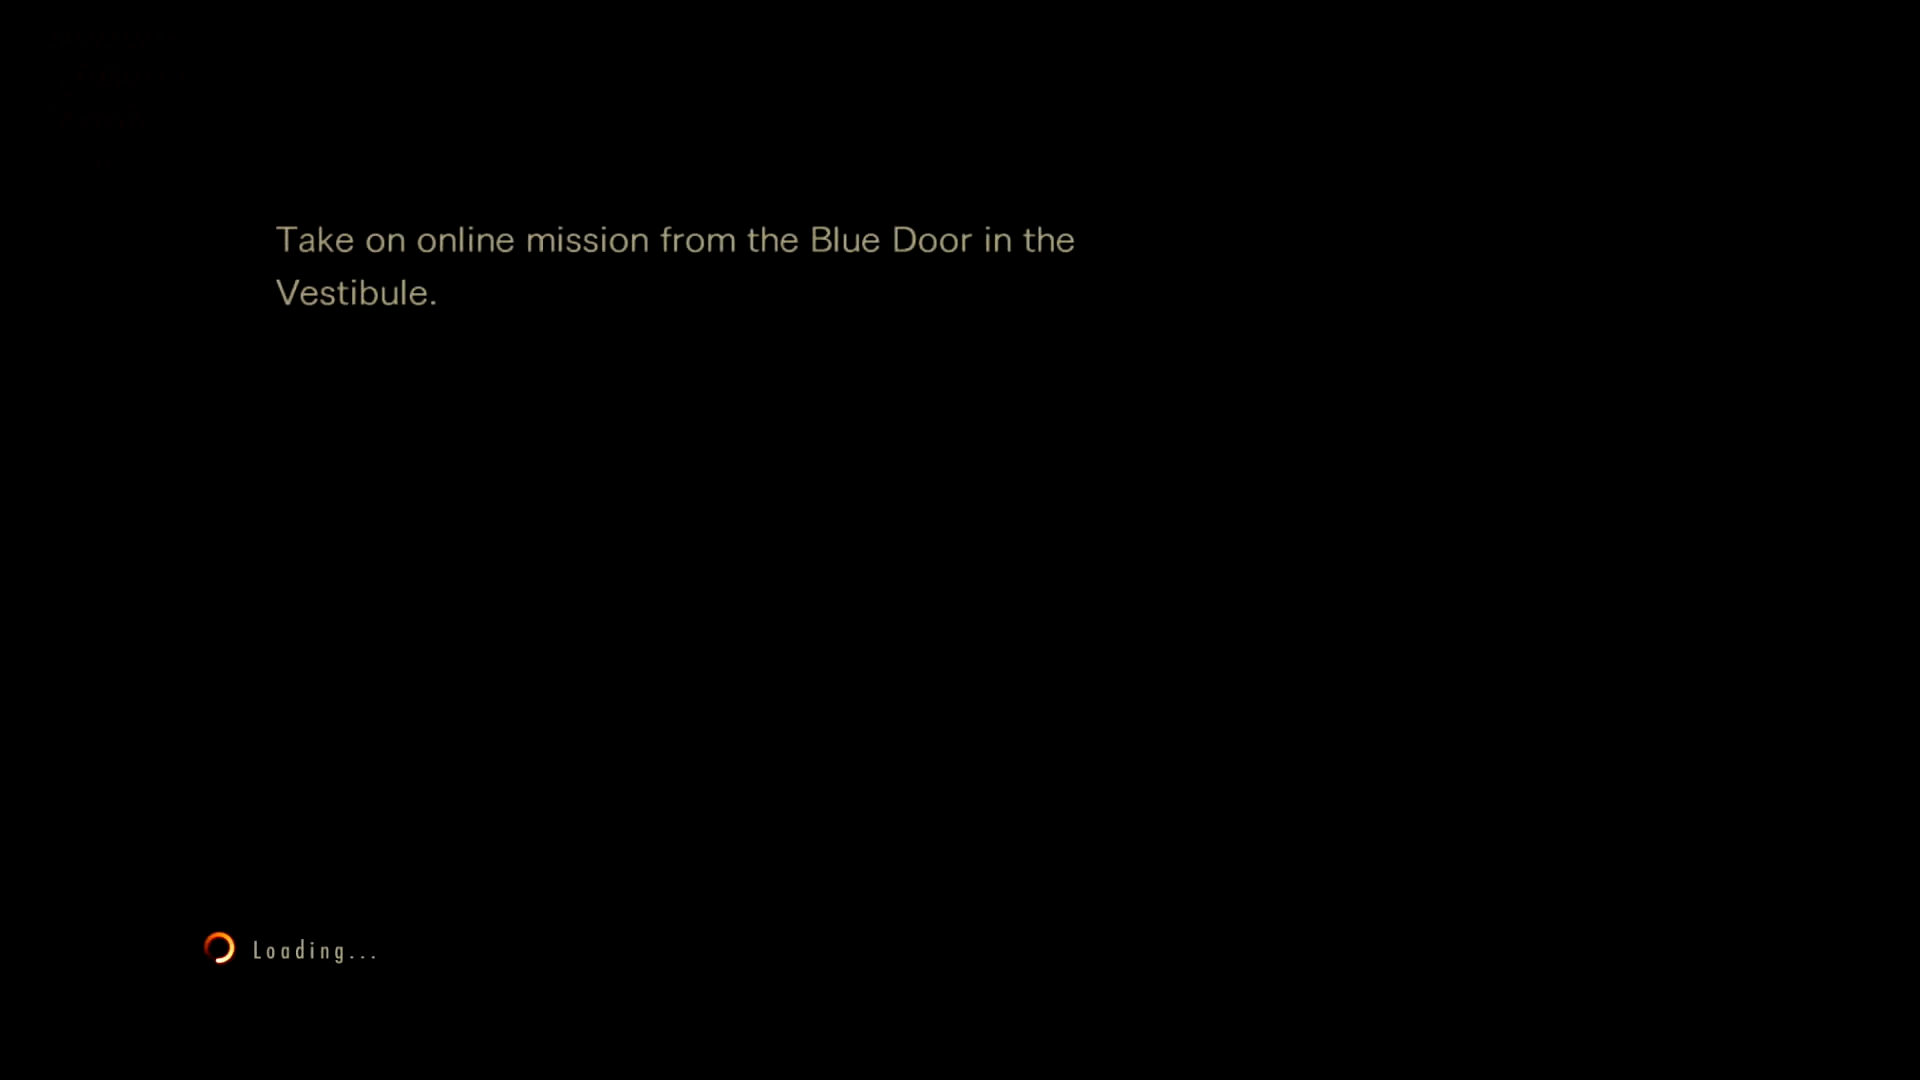 Take on online mission from the Blue Door in the
Vestibule.
Loading...